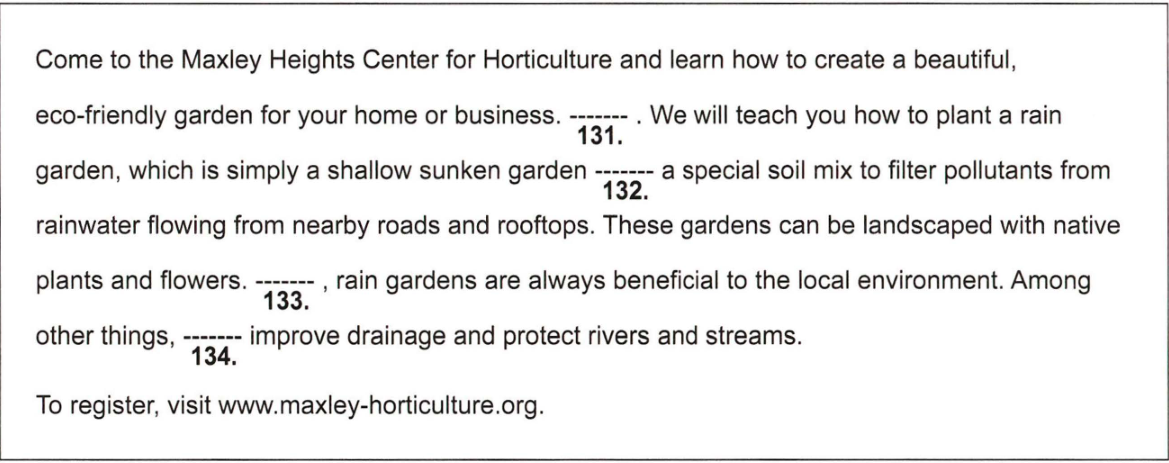 Come to the Maxley Heights Center for Horticulture and learn how to create a beautiful,
eco-friendly garden for your home or business. ------- . We will teach you how to plant a rain
131.
garden, which is simply a shallow sunken garden ------- a special soil mix to filter pollutants from
132.
rainwater flowing from nearby roads and rooftops. These gardens can be landscaped with native
plants and flowers. ------- , rain gardens are always beneficial to the local environment. Among
133.
other things, ------- improve drainage and protect rivers and streams.
134.
To register, visit www.maxley-horticulture.org.